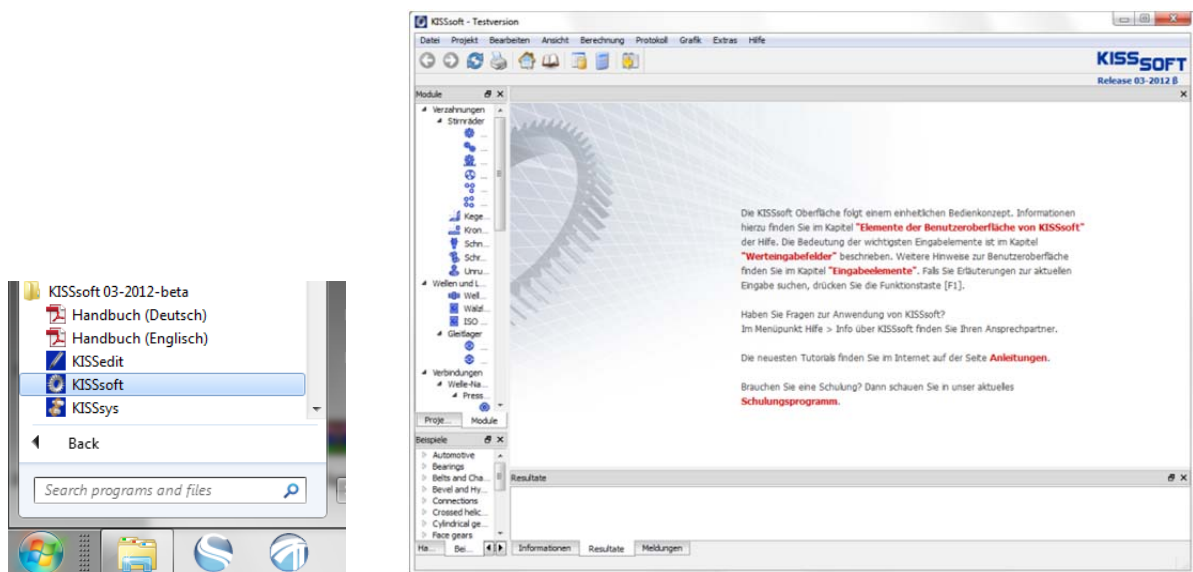 KISSsoft 03-2012-beta
Handbuch (Deutsch)
Handbuch (Englisch)
KISSedit
KISSsoft
KISSsys
Back
Search programs and files
KISSsoft - Testversion
Datei Projekt Bearbeiten Ansicht Berechnung Protokoll Grafik Extras Hilfe
KISSSOFT
Release 03-2012 β
Module
Verzahnungen
Stirnräder
...
...
...
...
...
...
Kege...
Kron...
Schn...
Schr...
Unru...
Wellen und L...
Well...
Wälzl...
ISO ...
Gleitlager
...
...
Verbindungen
Welle-Na...
Press...
Proje... Module
Beispiele
Automotive
Bearings
Belts and Cha...
Bevel and Hy...
Connections
Crossed helic...
Cylindrical ge...
Face gears
Ha... Bei...
Die KISSsoft Oberfläche folgt einem einheitlichen Bedienkonzept. Informationen
hierzu finden Sie im Kapitel "Elemente der Benutzeroberfläche von KISSsoft"
der Hilfe. Die Bedeutung der wichtigsten Eingabelemente ist im Kapitel
"Werteingabefelder" beschrieben. Weitere Hinweise zur Benutzeroberfläche
finden Sie im Kapitel "Eingabeelemente". Falls Sie Erläuterungen zur aktuellen
Eingabe suchen, drücken Sie die Funktionstaste [F1].
Haben Sie Fragen zur Anwendung von KISSsoft?
Im Menüpunkt Hilfe > Info über KISSsoft finden Sie Ihren Ansprechpartner.
Die neuesten Tutorials finden Sie im Internet auf der Seite Anleitungen.
Brauchen Sie eine Schulung? Dann schauen Sie in unser aktuelles
Schulungsprogramm.
Resultate
Informationen Resultate Meldungen